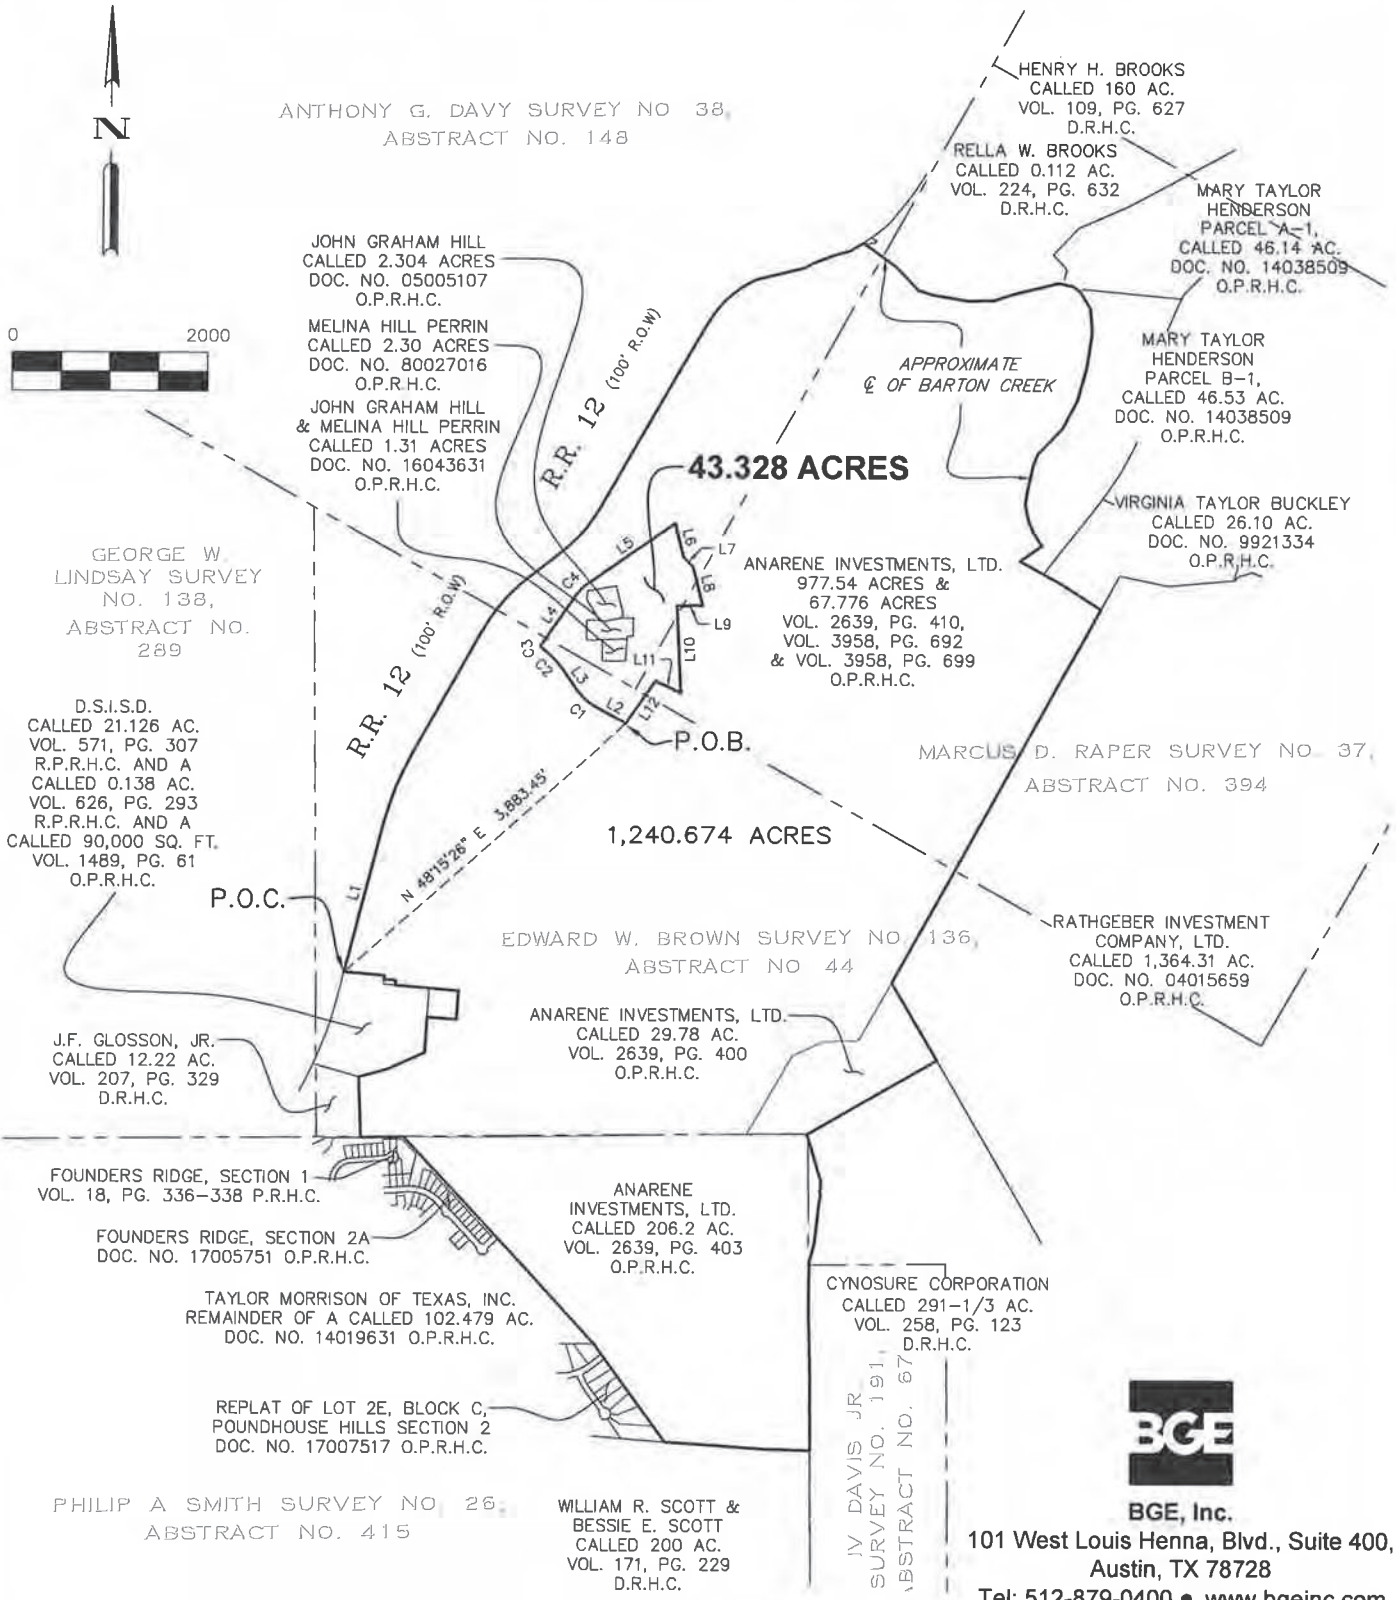 N
ANTHONY G. DAVY SURVEY NO 38,
ABSTRACT NO. 148
HENRY H. BROOKS
CALLED 160 AC.
VOL. 109, PG. 627
D.R.H.C.
RELLA W. BROOKS
CALLED 0.112 AC.
VOL. 224, PG. 632
D.R.H.C.
MARY TAYLOR
HENDERSON
PARCEL A-1,
CALLED 46.14 AC.
DOC. NO. 14038509
O.P.R.H.C.
JOHN GRAHAM HILL
CALLED 2.304 ACRES
DOC. NO. 05005107
O.P.R.H.C.
0 2000
MELINA HILL PERRIN
CALLED 2.30 ACRES
DOC. NO. 80027016
O.P.R.H.C.
JOHN GRAHAM HILL
& MELINA HILL PERRIN
CALLED 1.31 ACRES
DOC. NO. 16043631
O.P.R.H.C.
R.R. 12 (100' R.O.W)
APPROXIMATE
℄ OF BARTON CREEK
MARY TAYLOR
HENDERSON
PARCEL B-1,
CALLED 46.53 AC.
DOC. NO. 14038509
O.P.R.H.C.
43.328 ACRES
VIRGINIA TAYLOR BUCKLEY
CALLED 26.10 AC.
DOC. NO. 9921334
O.P.R.H.C.
GEORGE W.
LINDSAY SURVEY
NO. 138,
ABSTRACT NO.
289
L5
L6
L7
C4
L8
L4
L9
C3
C2
L10
L11
L3
C1
L2
L12
ANARENE INVESTMENTS, LTD.
977.54 ACRES &
67.776 ACRES
VOL. 2639, PG. 410,
VOL. 3958, PG. 692
& VOL. 3958, PG. 699
O.P.R.H.C.
R.R. 12 (100' R.O.W)
D.S.I.S.D.
CALLED 21.126 AC.
VOL. 571, PG. 307
R.P.R.H.C. AND A
CALLED 0.138 AC.
VOL. 626, PG. 293
R.P.R.H.C. AND A
CALLED 90,000 SQ. FT.
VOL. 1489, PG. 61
O.P.R.H.C.
P.O.B.
MARCUS D. RAPER SURVEY NO 37,
ABSTRACT NO. 394
N 48°15'26" E 3,883.45'
1,240.674 ACRES
L1
P.O.C.
EDWARD W. BROWN SURVEY NO 136,
ABSTRACT NO 44
RATHGEBER INVESTMENT
COMPANY, LTD.
CALLED 1,364.31 AC.
DOC. NO. 04015659
O.P.R.H.C.
ANARENE INVESTMENTS, LTD.
CALLED 29.78 AC.
VOL. 2639, PG. 400
O.P.R.H.C.
J.F. GLOSSON, JR.
CALLED 12.22 AC.
VOL. 207, PG. 329
D.R.H.C.
FOUNDERS RIDGE, SECTION 1
VOL. 18, PG. 336-338 P.R.H.C.
FOUNDERS RIDGE, SECTION 2A
DOC. NO. 17005751 O.P.R.H.C.
ANARENE
INVESTMENTS, LTD.
CALLED 206.2 AC.
VOL. 2639, PG. 403
O.P.R.H.C.
TAYLOR MORRISON OF TEXAS, INC.
REMAINDER OF A CALLED 102.479 AC.
DOC. NO. 14019631 O.P.R.H.C.
CYNOSURE CORPORATION
CALLED 291-1/3 AC.
VOL. 258, PG. 123
D.R.H.C.
REPLAT OF LOT 2E, BLOCK C,
POUNDHOUSE HILLS SECTION 2
DOC. NO. 17007517 O.P.R.H.C.
PHILIP A SMITH SURVEY NO 26,
ABSTRACT NO. 415
WILLIAM R. SCOTT &
BESSIE E. SCOTT
CALLED 200 AC.
VOL. 171, PG. 229
D.R.H.C.
IV DAVIS JR
SURVEY NO. 191,
ABSTRACT NO. 67
BGE
BGE, Inc.
101 West Louis Henna, Blvd., Suite 400,
Austin, TX 78728
Tel: 512-879-0400 ● www.bgeinc.com